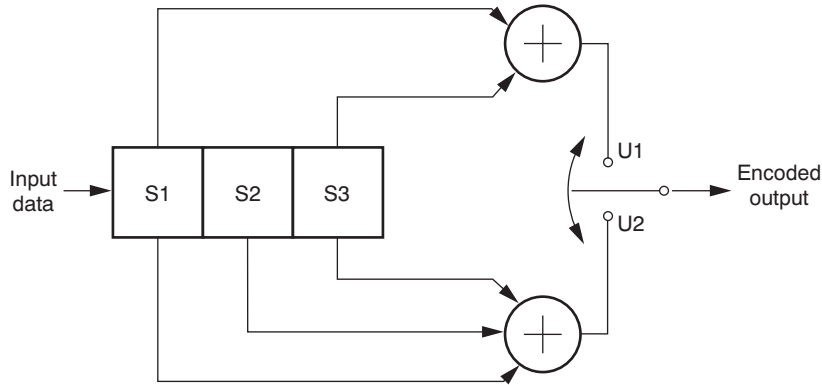 U1
Input
data
S1 S2 S3
Encoded
output
U2